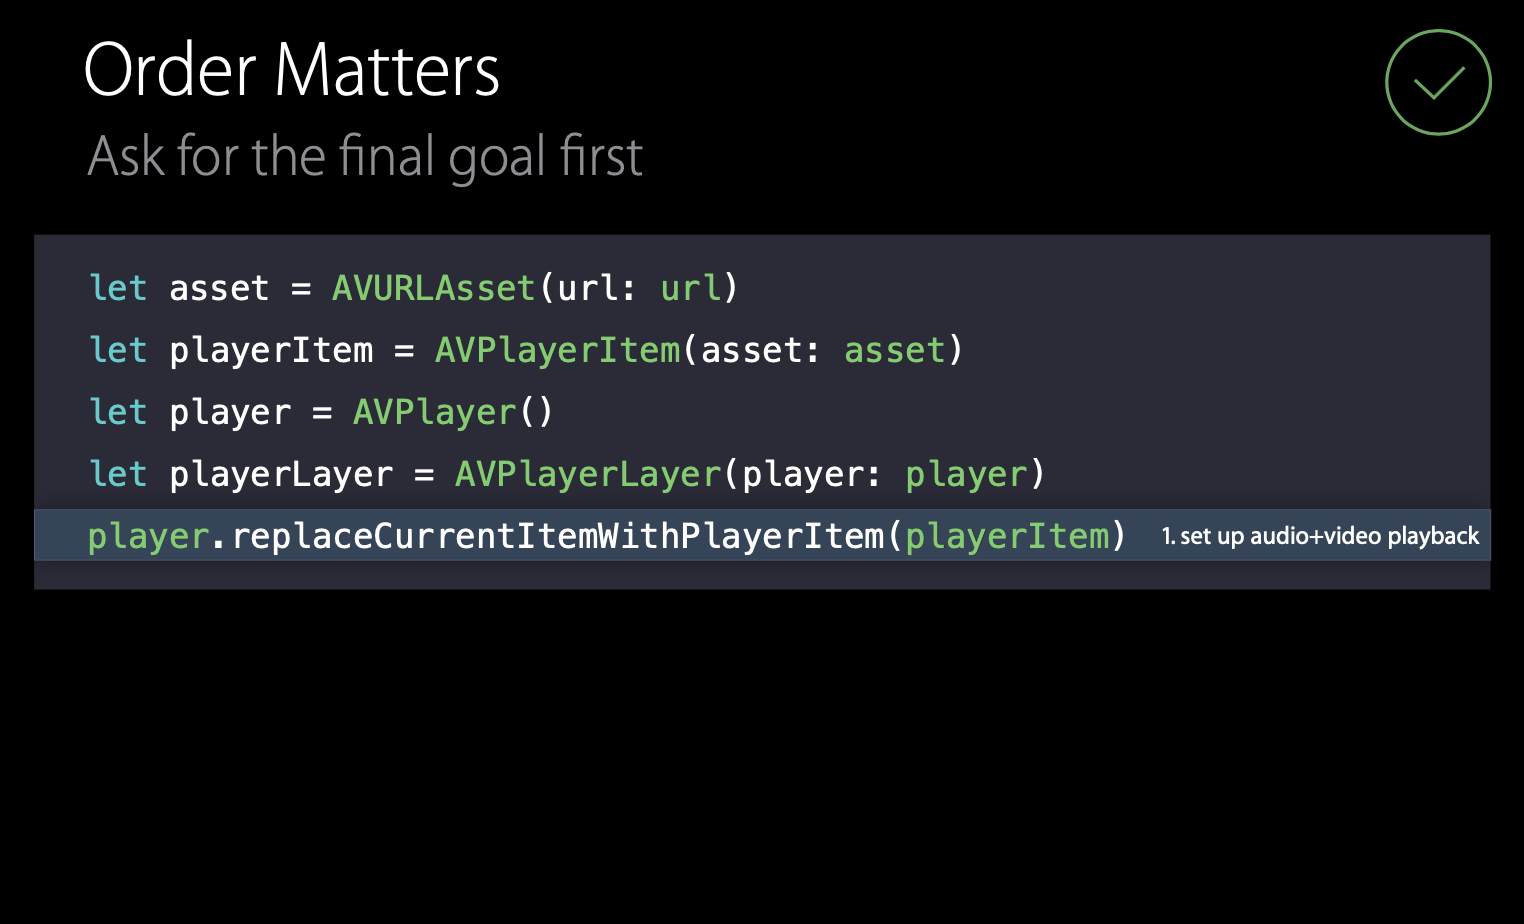 Order Matters
Ask for the final goal first
let asset = AVURLAsset(url: url)
let playerItem = AVPlayerItem(asset: asset)
let player = AVPlayer()
let playerLayer = AVPlayerLayer(player: player)
player.replaceCurrentItemWithPlayerItem(playerItem) 1. set up audio+video playback